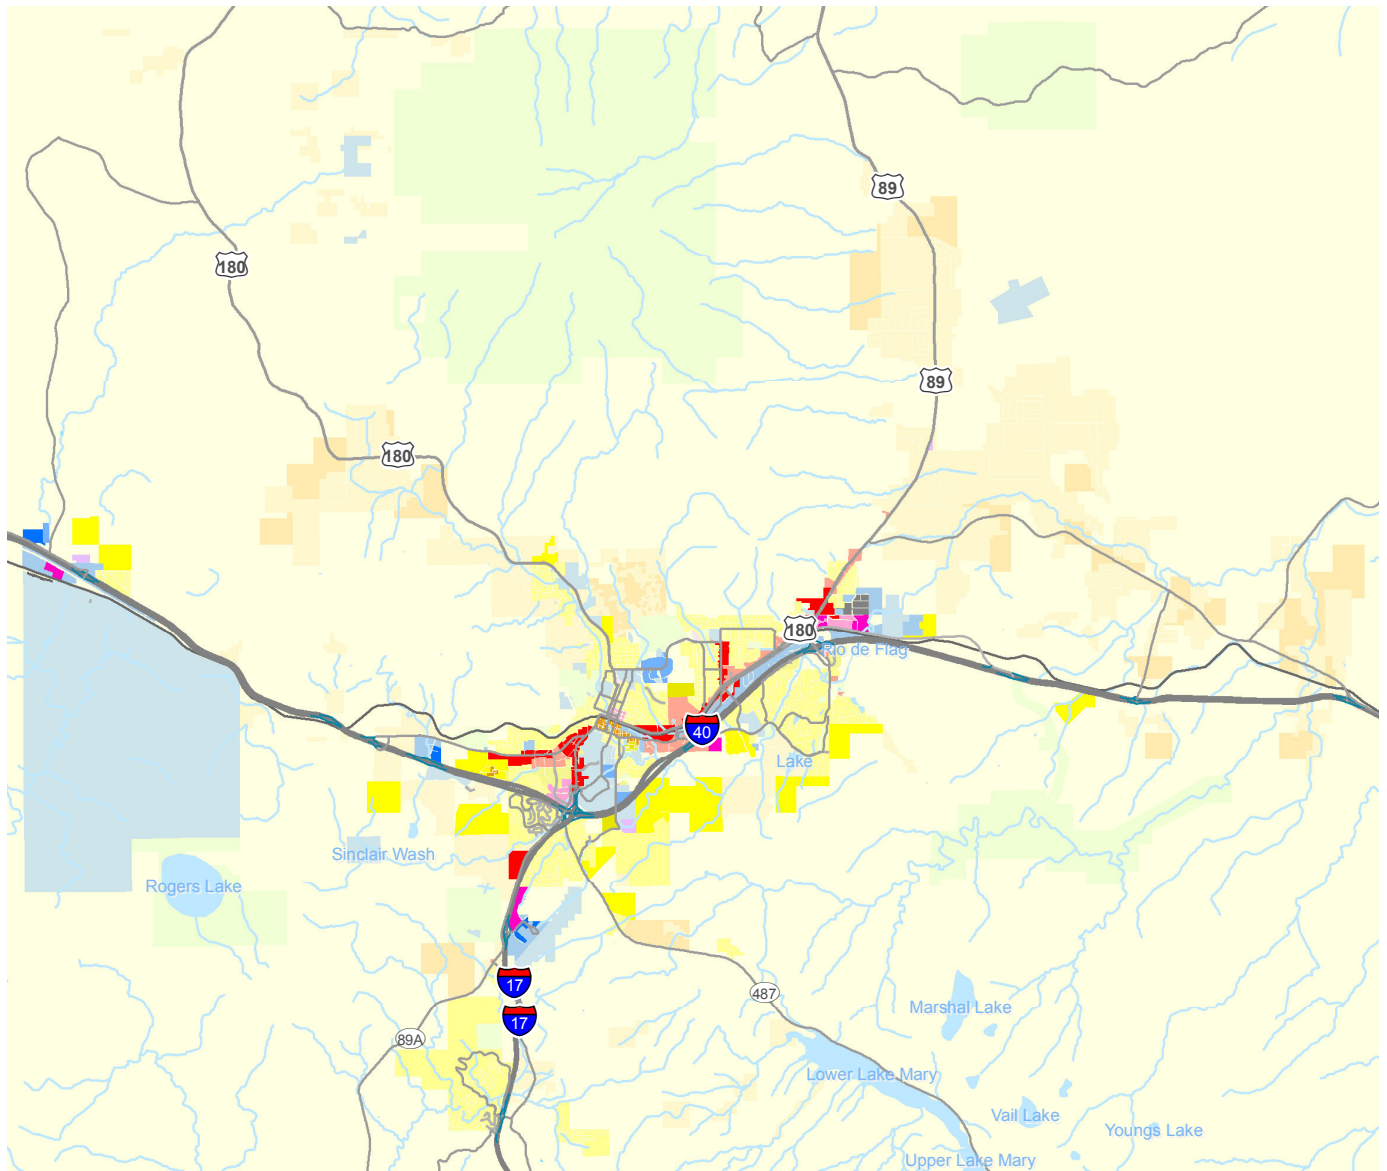 89
180
89
180
180
Rio de Flag
40
Lake
Sinclair Wash
Rogers Lake
17
487
Marshal Lake
17
89A
Lower Lake Mary
Vail Lake
Youngs Lake
Upper Lake Mary